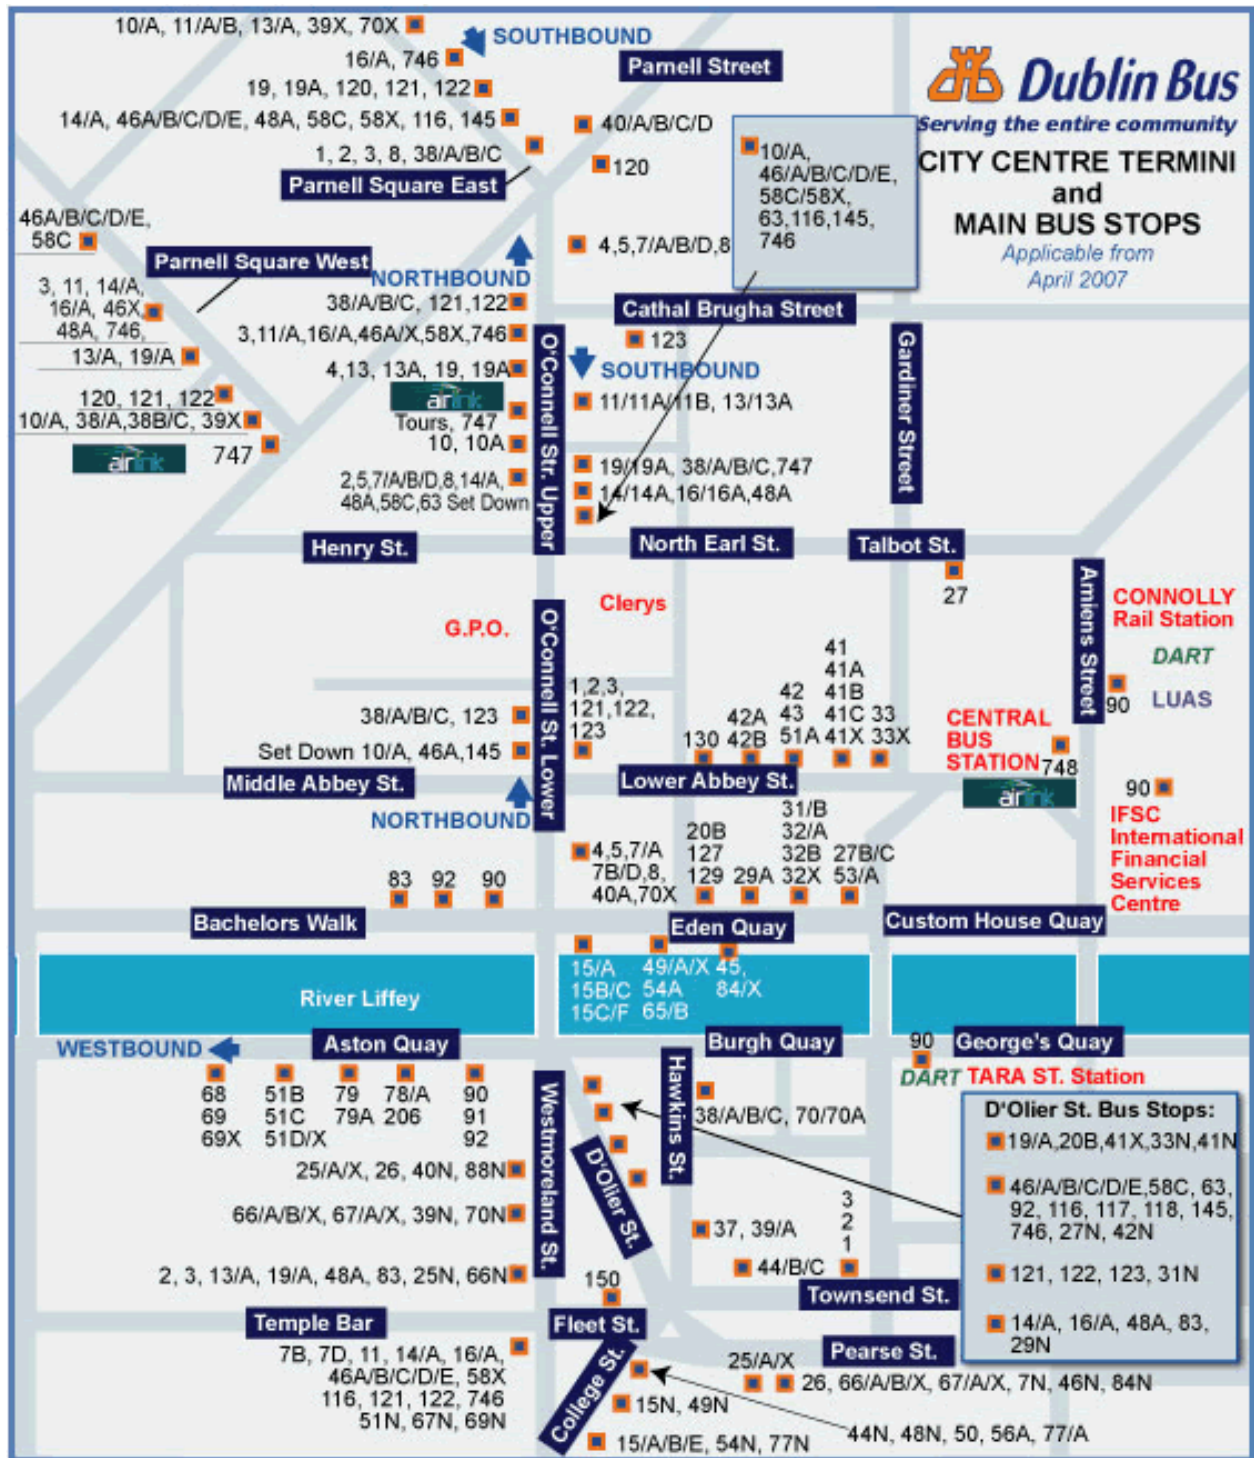 10/A, 11/A/B, 13/A, 39X, 70X
SOUTHBOUND
16/A, 746
Parnell Street
19, 19A, 120, 121, 122
14/A, 46A/B/C/D/E, 48A, 58C, 58X, 116, 145
40/A/B/C/D
1, 2, 3, 8, 38/A/B/C
120
Parnell Square East
Dublin Bus
Serving the entire community
CITY CENTRE TERMINI
and
MAIN BUS STOPS
Applicable from
April 2007
10/A,
46/A/B/C/D/E,
58C/58X,
63,116,145,
746
46A/B/C/D/E,
58C
Parnell Square West
4,5,7/A/B/D,8
NORTHBOUND
3, 11, 14/A,
16/A, 46X,
48A, 746,
13/A, 19/A
120, 121, 122
10/A, 38/A,38B/C, 39X
airlink
747
38/A/B/C, 121,122
3,11/A,16/A,46A/X,58X,746
4,13, 13A, 19, 19A
airlink
Tours, 747
10, 10A
2,5,7/A/B/D,8,14/A,
48A,58C,63 Set Down
O'Connell Str. Upper
Cathal Brugha Street
123
SOUTHBOUND
11/11A/11B, 13/13A
19/19A, 38/A/B/C,747
14/14A,16/16A,48A
Gardiner Street
Henry St.
North Earl St.
Talbot St.
27
Amiens Street
CONNOLLY
Rail Station
DART
LUAS
90
G.P.O.
Clerys
O'Connell St. Lower
38/A/B/C, 123
Set Down 10/A, 46A,145
1,2,3,
121,122,
123
130
42A
42B
42
43
51A
41
41A
41B
41C
41X
33
33X
CENTRAL
BUS
STATION
748
airlink
Middle Abbey St.
Lower Abbey St.
NORTHBOUND
90
IFSC
International
Financial
Services
Centre
4,5,7/A
7B/D,8,
40A,70X
20B
127
129
29A
31/B
32/A
32B
32X
27B/C
53/A
83
92
90
Bachelors Walk
Eden Quay
Custom House Quay
River Liffey
15/A
15B/C
15C/F
49/A/X
54A
65/B
45,
84/X
WESTBOUND
Aston Quay
Burgh Quay
90
George's Quay
DART TARA ST. Station
68
69
69X
51B
51C
51D/X
79
79A
78/A
206
90
91
92
Westmoreland St.
Hawkins St.
D'Olier St.
38/A/B/C, 70/70A
D'Olier St. Bus Stops:
19/A,20B,41X,33N,41N
46/A/B/C/D/E,58C, 63,
92, 116, 117, 118, 145,
746, 27N, 42N
121, 122, 123, 31N
14/A, 16/A, 48A, 83,
29N
25/A/X, 26, 40N, 88N
66/A/B/X, 67/A/X, 39N, 70N
2, 3, 13/A, 19/A, 48A, 83, 25N, 66N
37, 39/A
3
2
1
44/B/C
Townsend St.
150
Temple Bar
Fleet St.
7B, 7D, 11, 14/A, 16/A,
46A/B/C/D/E, 58X
116, 121, 122, 746
51N, 67N, 69N
College St.
Pearse St.
25/A/X
26, 66/A/B/X, 67/A/X, 7N, 46N, 84N
15N, 49N
44N, 48N, 50, 56A, 77/A
15/A/B/E, 54N, 77N